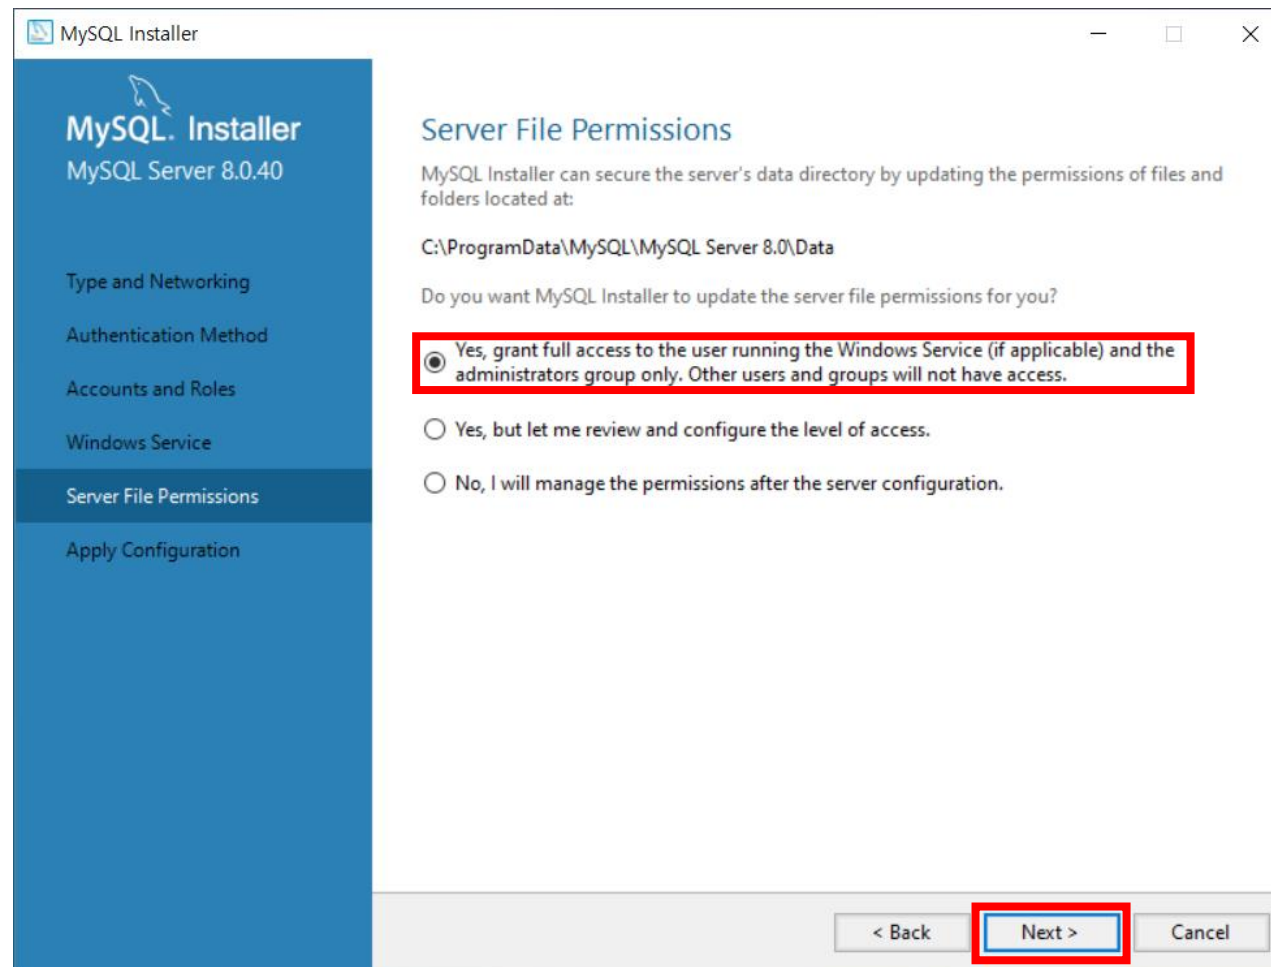 MySQL Installer
MySQL. Installer
MySQL Server 8.0.40
Type and Networking
Authentication Method
Accounts and Roles
Windows Service
Server File Permissions
Apply Configuration
Server File Permissions
MySQL Installer can secure the server's data directory by updating the permissions of files and
folders located at:
C:\ProgramData\MySQL\MySQL Server 8.0\Data
Do you want MySQL Installer to update the server file permissions for you?
Yes, grant full access to the user running the Windows Service (if applicable) and the
administrators group only. Other users and groups will not have access.
Yes, but let me review and configure the level of access.
No, I will manage the permissions after the server configuration.
< Back
Next >
Cancel